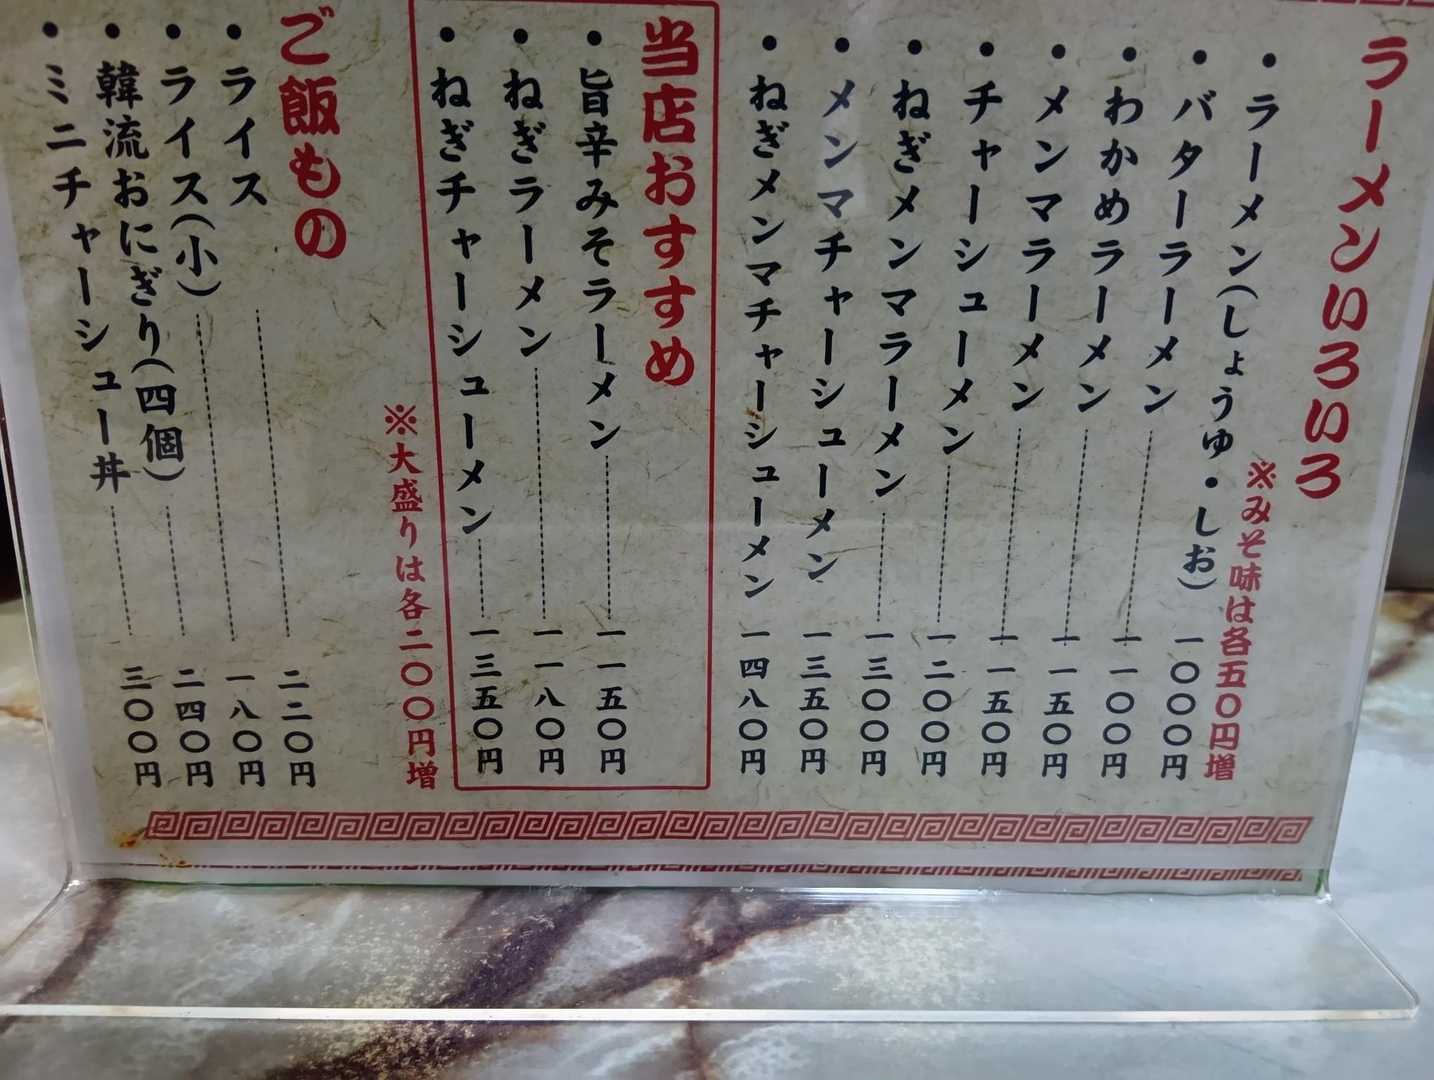 ラーメンいろいろ
※みそ味は各五〇円増
・ラーメン(しょうゆ・しお) 一〇〇〇円
・バターラーメン 一一〇〇円
・わかめラーメン 一一五〇円
・メンマラーメン 一一五〇円
・チャーシューメン 一二〇〇円
・ねぎメンマラーメン 一三〇〇円
・メンマチャーシューメン 一三五〇円
・ねぎメンマチャーシューメン 一四八〇円
当店おすすめ
・旨辛みそラーメン 一一五〇円
・ねぎラーメン 一一八〇円
・ねぎチャーシューメン 一三五〇円
※大盛りは各二〇〇円増
ご飯もの
・ライス 二二〇円
・ライス(小) 一八〇円
・韓流おにぎり(四個) 二四〇円
・ミニチャーシュー丼 三〇〇円